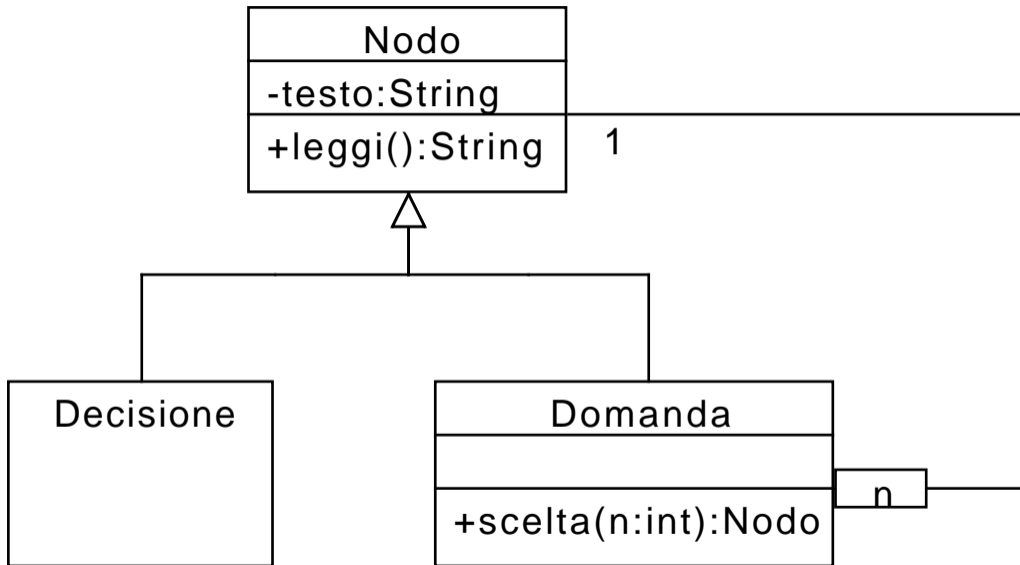 Nodo
-testo:String
+leggi():String
1
Decisione
Domanda
n
+scelta(n:int):Nodo